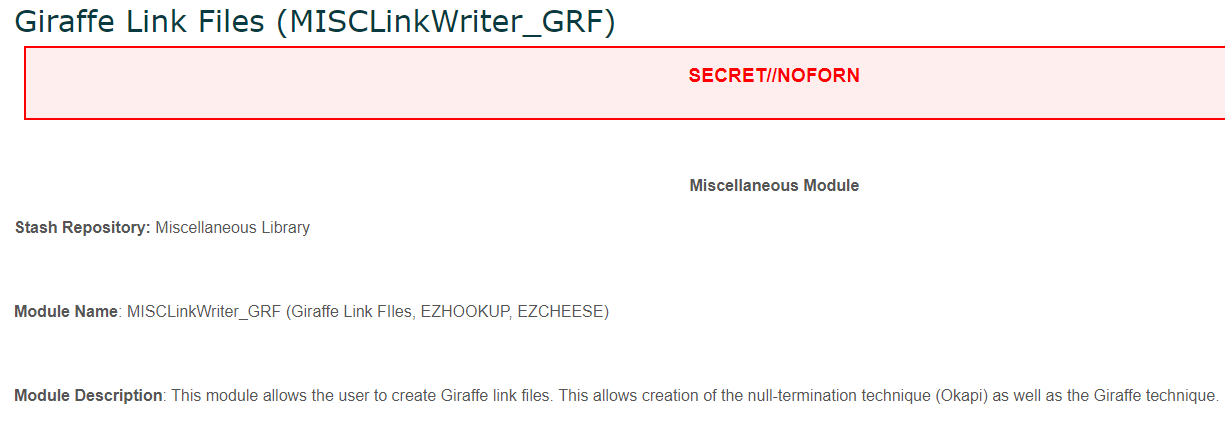 Giraffe Link Files (MISCLinkWriter_GRF)
SECRET//NOFORN
Miscellaneous Module
Stash Repository: Miscellaneous Library
Module Name: MISCLinkWriter_GRF (Giraffe Link FIles, EZHOOKUP, EZCHEESE)
Module Description: This module allows the user to create Giraffe link files. This allows creation of the null-termination technique (Okapi) as well as the Giraffe technique.